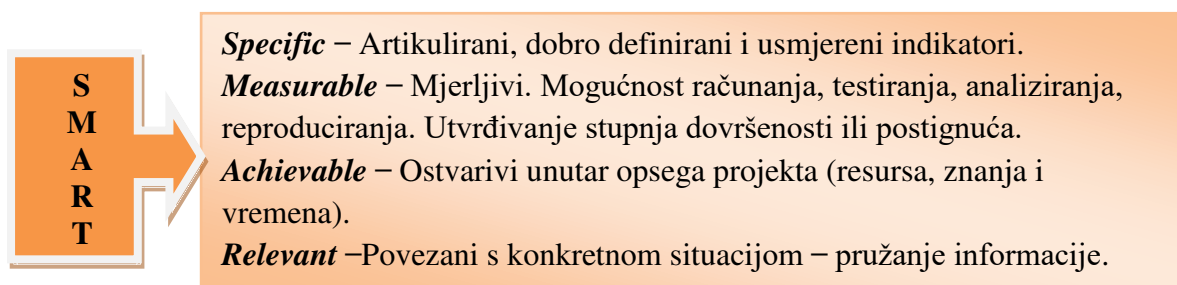 S
M
A
R
T
Specific − Artikulirani, dobro definirani i usmjereni indikatori.
Measurable − Mjerljivi. Mogućnost računanja, testiranja, analiziranja,
reproduciranja. Utvrđivanje stupnja dovršenosti ili postignuća.
Achievable − Ostvarivi unutar opsega projekta (resursa, znanja i
vremena).
Relevant −Povezani s konkretnom situacijom − pružanje informacije.